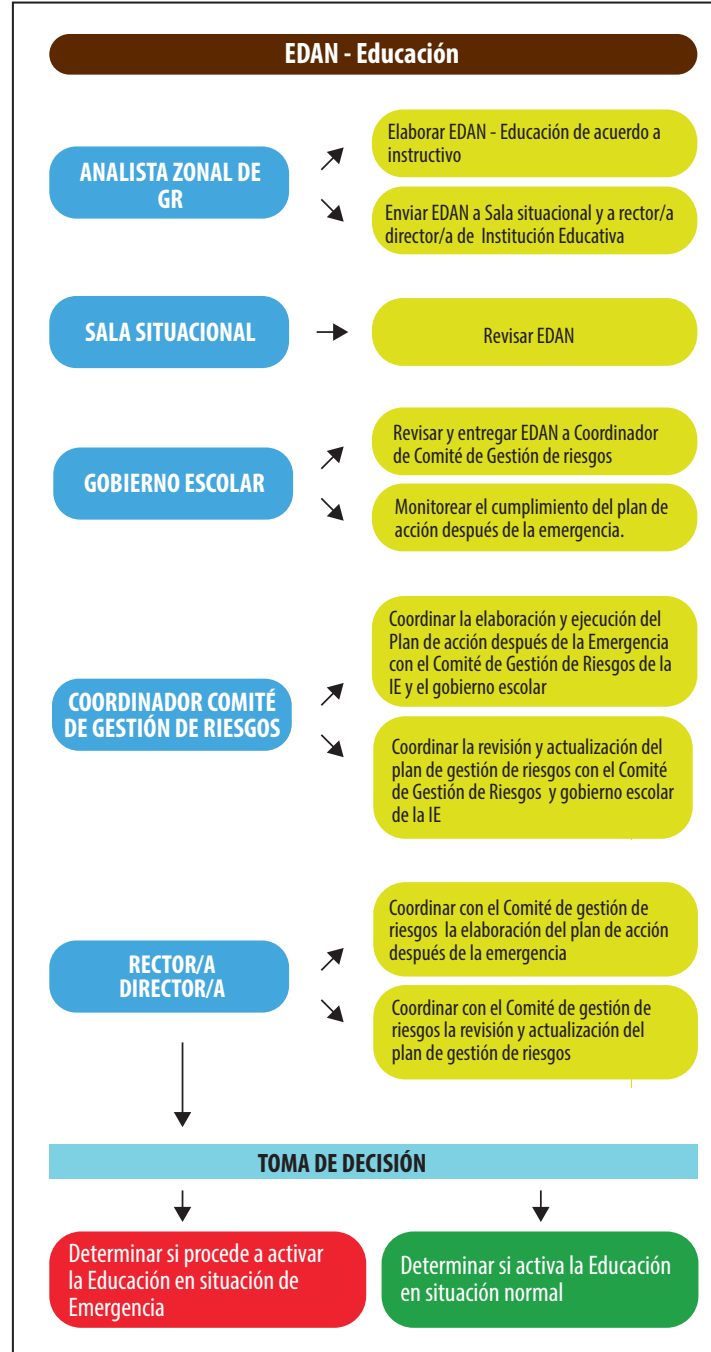 EDAN - Educación
ANALISTA ZONAL DE
GR
Elaborar EDAN - Educación de acuerdo a
instructivo
Enviar EDAN a Sala situacional y a rector/a
director/a de Institución Educativa
SALA SITUACIONAL
Revisar EDAN
GOBIERNO ESCOLAR
Revisar y entregar EDAN a Coordinador
de Comité de Gestión de riesgos
Monitorear el cumplimiento del plan de
acción después de la emergencia.
COORDINADOR COMITÉ
DE GESTIÓN DE RIESGOS
Coordinar la elaboración y ejecución del
Plan de acción después de la Emergencia
con el Comité de Gestión de Riesgos de la
IE y el gobierno escolar
Coordinar la revisión y actualización del
plan de gestión de riesgos con el Comité
de Gestión de Riesgos y gobierno escolar
de la IE
RECTOR/A
DIRECTOR/A
Coordinar con el Comité de gestión de
riesgos la elaboración del plan de acción
después de la emergencia
Coordinar con el Comité de gestión de
riesgos la revisión y actualización del
plan de gestión de riesgos
TOMA DE DECISIÓN
Determinar si procede a activar
la Educación en situación de
Emergencia
Determinar si activa la Educación
en situación normal